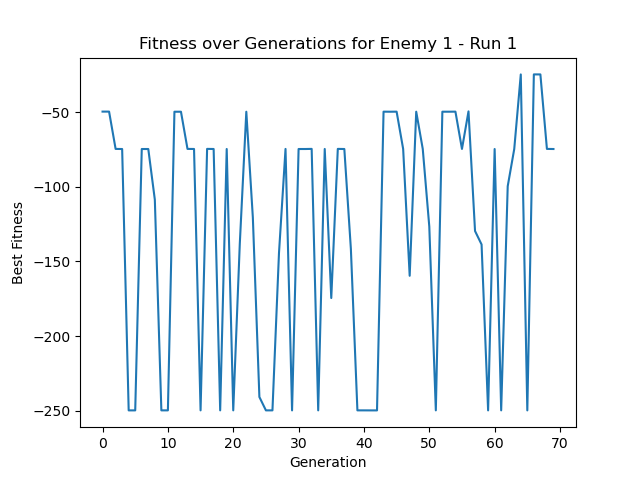 Fitness over Generations for Enemy 1 - Run 1
Best Fitness
−50
−100
−150
−200
−250
0 10 20 30 40 50 60 70
Generation